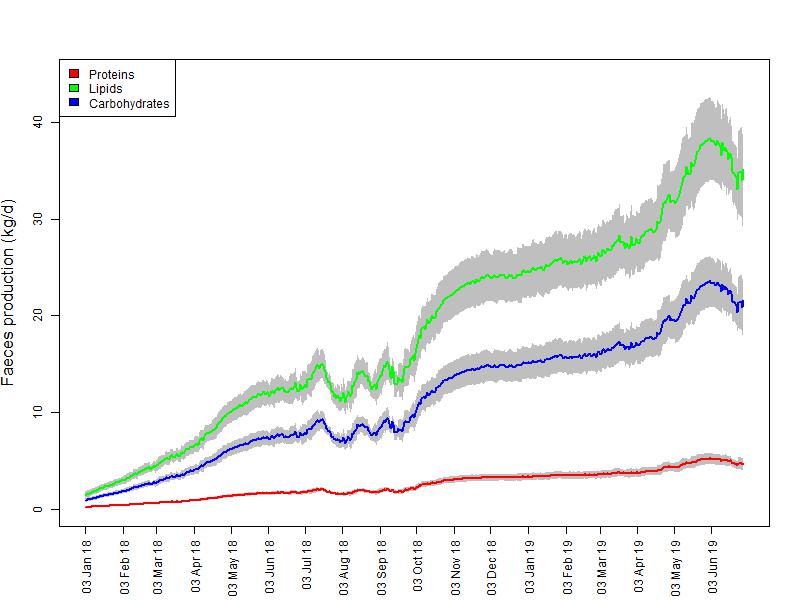 Proteins
Lipids
Carbohydrates
Faeces production (kg/d)
40
30
20
10
0
03 Jan 18
03 Feb 18
03 Mar 18
03 Apr 18
03 May 18
03 Jun 18
03 Jul 18
03 Aug 18
03 Sep 18
03 Oct 18
03 Nov 18
03 Dec 18
03 Jan 19
03 Feb 19
03 Mar 19
03 Apr 19
03 May 19
03 Jun 19